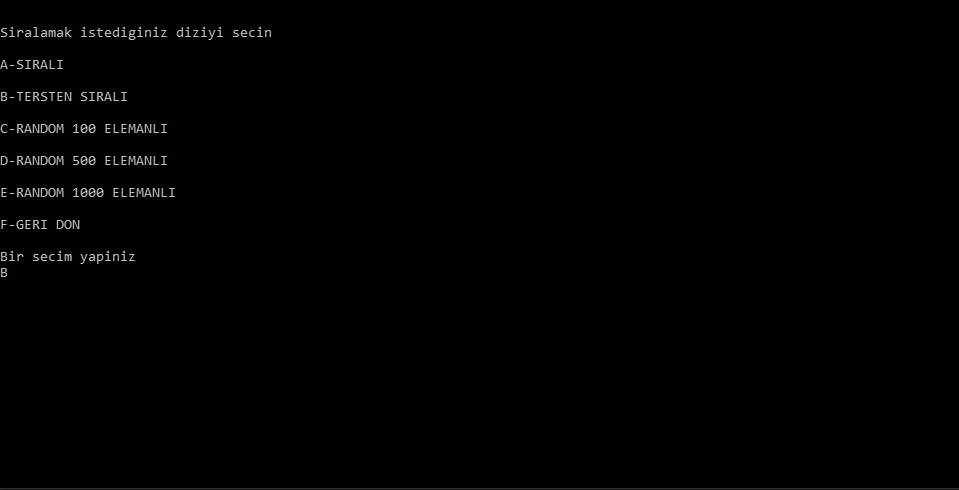 Siralamak istediginiz diziyi secin
A-SIRALI
B-TERSTEN SIRALI
C-RANDOM 100 ELEMANLI
D-RANDOM 500 ELEMANLI
E-RANDOM 1000 ELEMANLI
F-GERI DON
Bir secim yapiniz
B